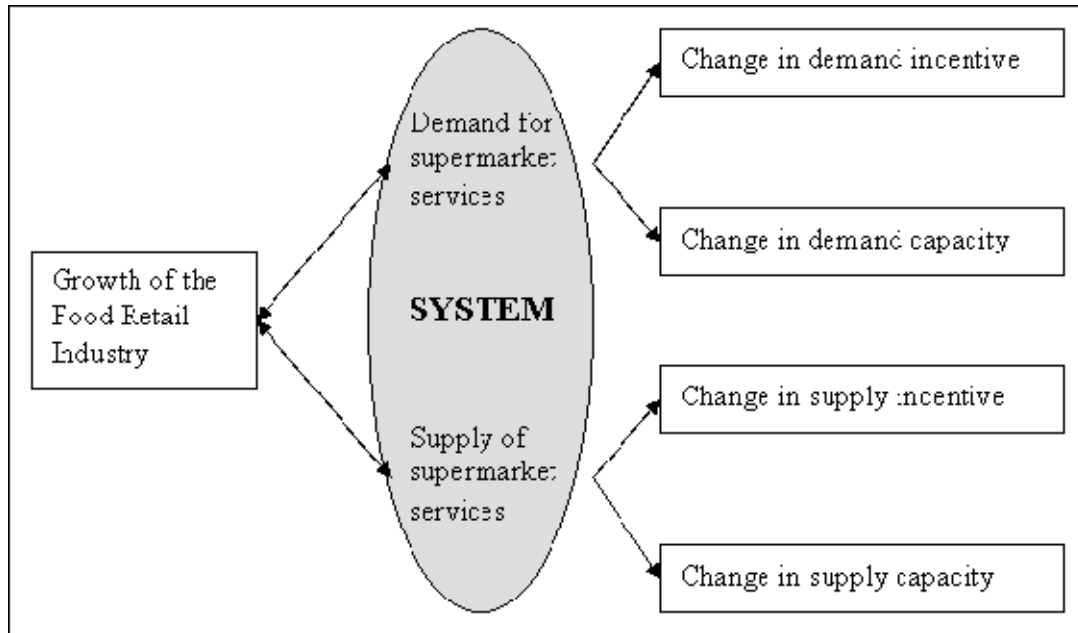 Change in demand incentive
Demand for
supermarket
services
Change in demand capacity
Growth of the
Food Retail
Industry
SYSTEM
Change in supply incentive
Supply of
supermarket
services
Change in supply capacity